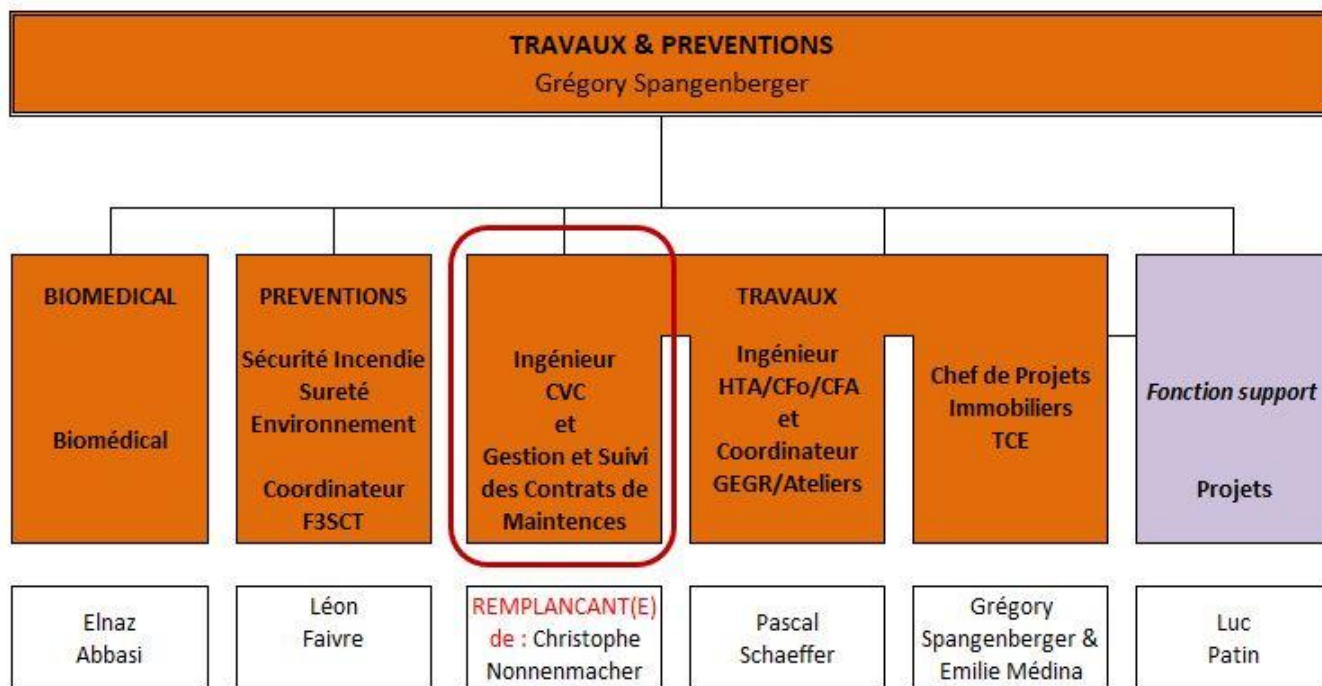 TRAVAUX & PREVENTIONS
Grégory Spangenberger
BIOMEDICAL
Biomédical
PREVENTIONS
Sécurité Incendie
Sureté
Environnement
Coordinateur
F3SCT
TRAVAUX
Ingénieur
CVC
et
Gestion et Suivi
des Contrats de
Maintences
Ingénieur
HTA/CFo/CFA
et
Coordinateur
GEGR/Ateliers
Chef de Projets
Immobiliers
TCE
Fonction support
Projets
Elnaz
Abbasi
Léon
Faivre
REMPLANCANT(E)
de : Christophe
Nonnenmacher
Pascal
Schaeffer
Grégory
Spangenberger &
Emilie Médina
Luc
Patin